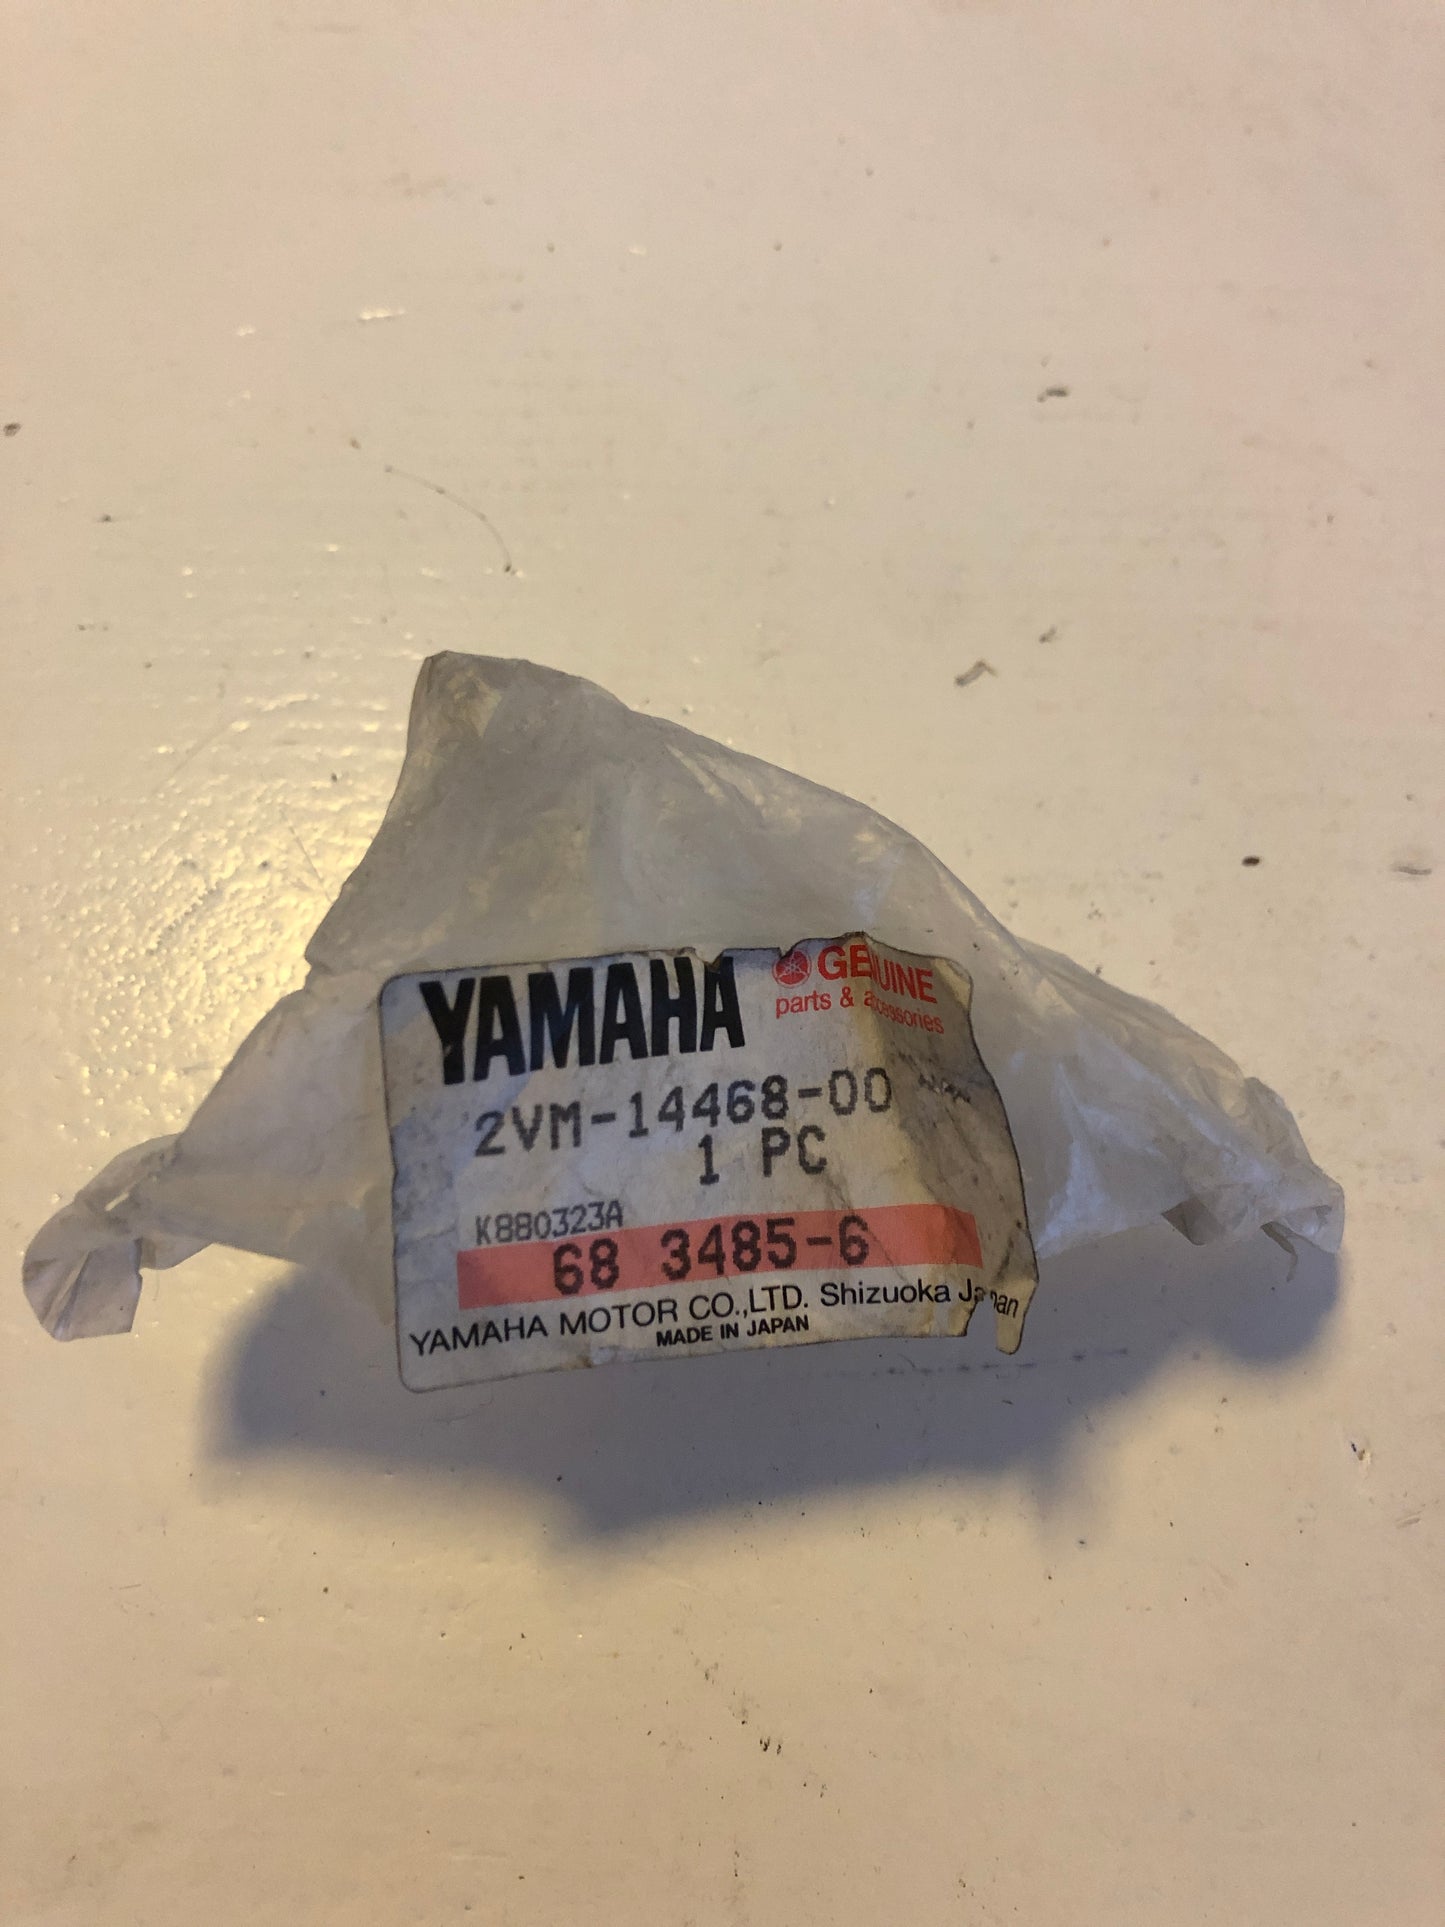 YAMAHA
GENUINE
parts & accessories
2VM-14468-00
1 PC
K880323A
68 3485-6
YAMAHA MOTOR CO.,LTD. Shizuoka Japan
MADE IN JAPAN